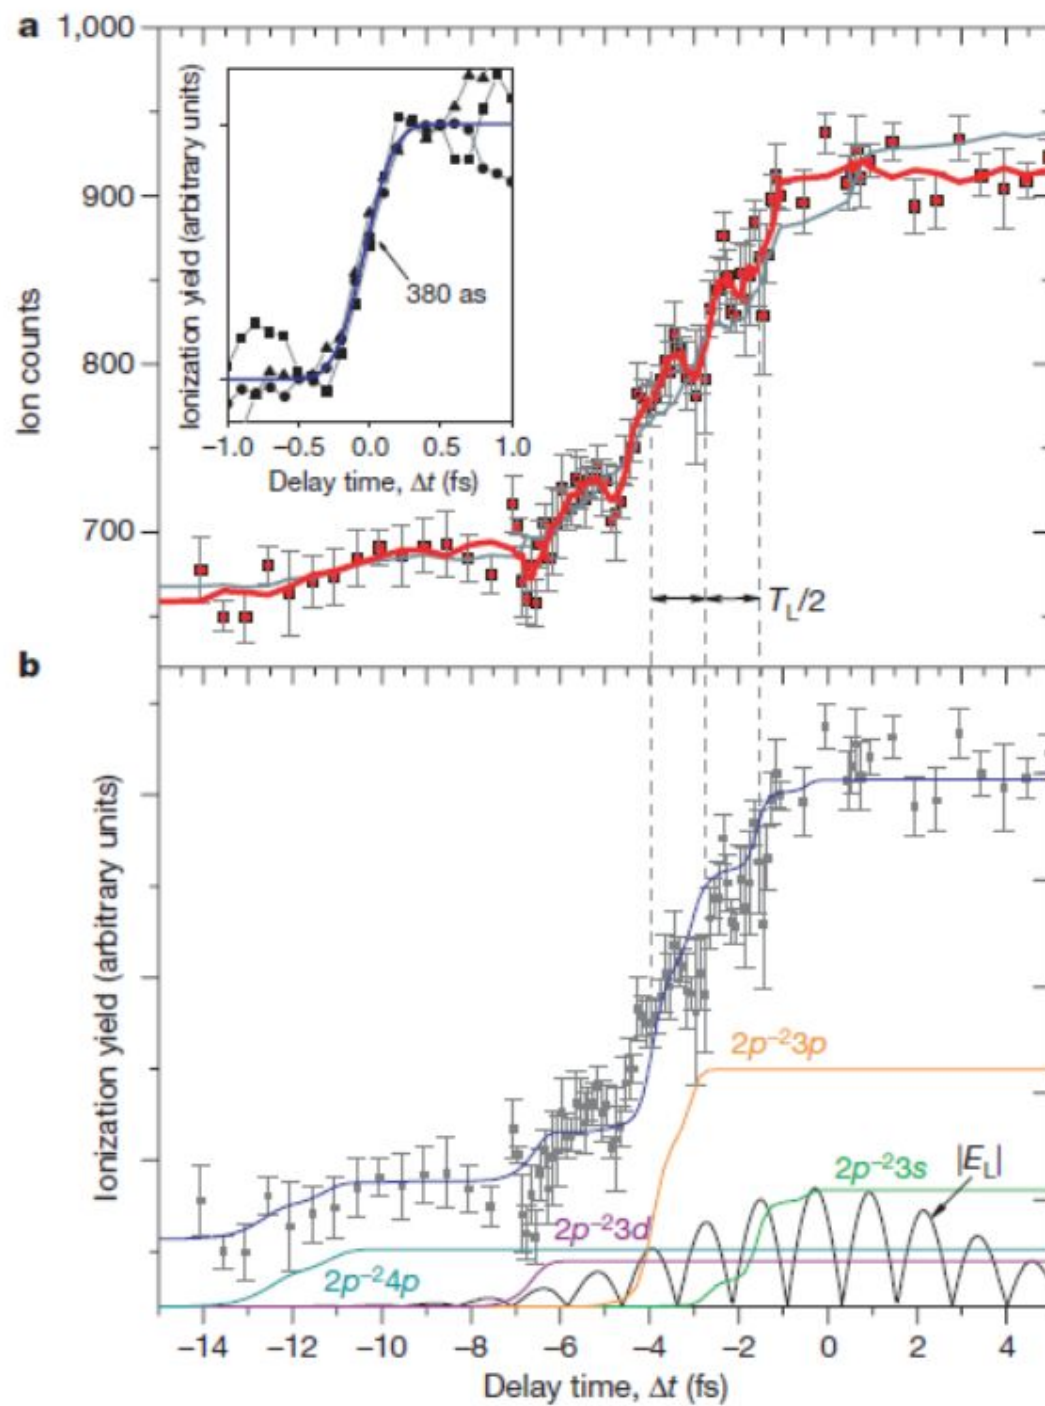 a
1,000
900
800
700
Ion counts
Ionization yield (arbitrary units)
380 as
−1.0 −0.5 0.0 0.5 1.0
Delay time, Δt (fs)
T_L/2
b
Ionization yield (arbitrary units)
2p⁻²3p
2p⁻²3s
|E_L|
2p⁻²3d
2p⁻²4p
−14 −12 −10 −8 −6 −4 −2 0 2 4
Delay time, Δt (fs)